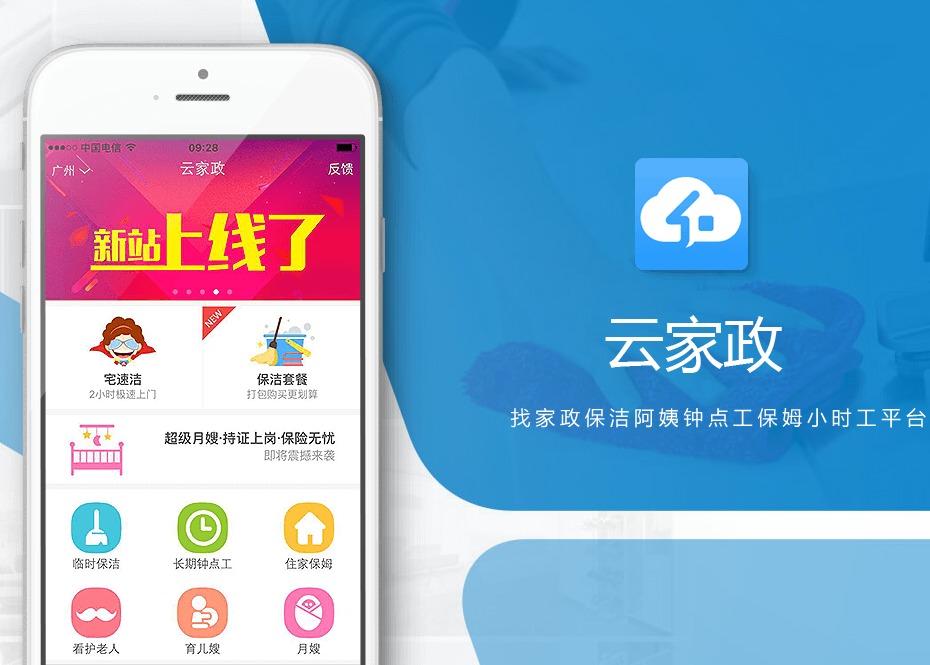 中国电信
09:28
广州
云家政
反馈
新站上线了
NEW
宅速洁
2小时极速上门
保洁套餐
打包购买更划算
超级月嫂·持证上岗·保险无忧
即将震撼来袭
临时保洁
长期钟点工
住家保姆
看护老人
育儿嫂
月嫂
云家政
找家政保洁阿姨钟点工保姆小时工平台